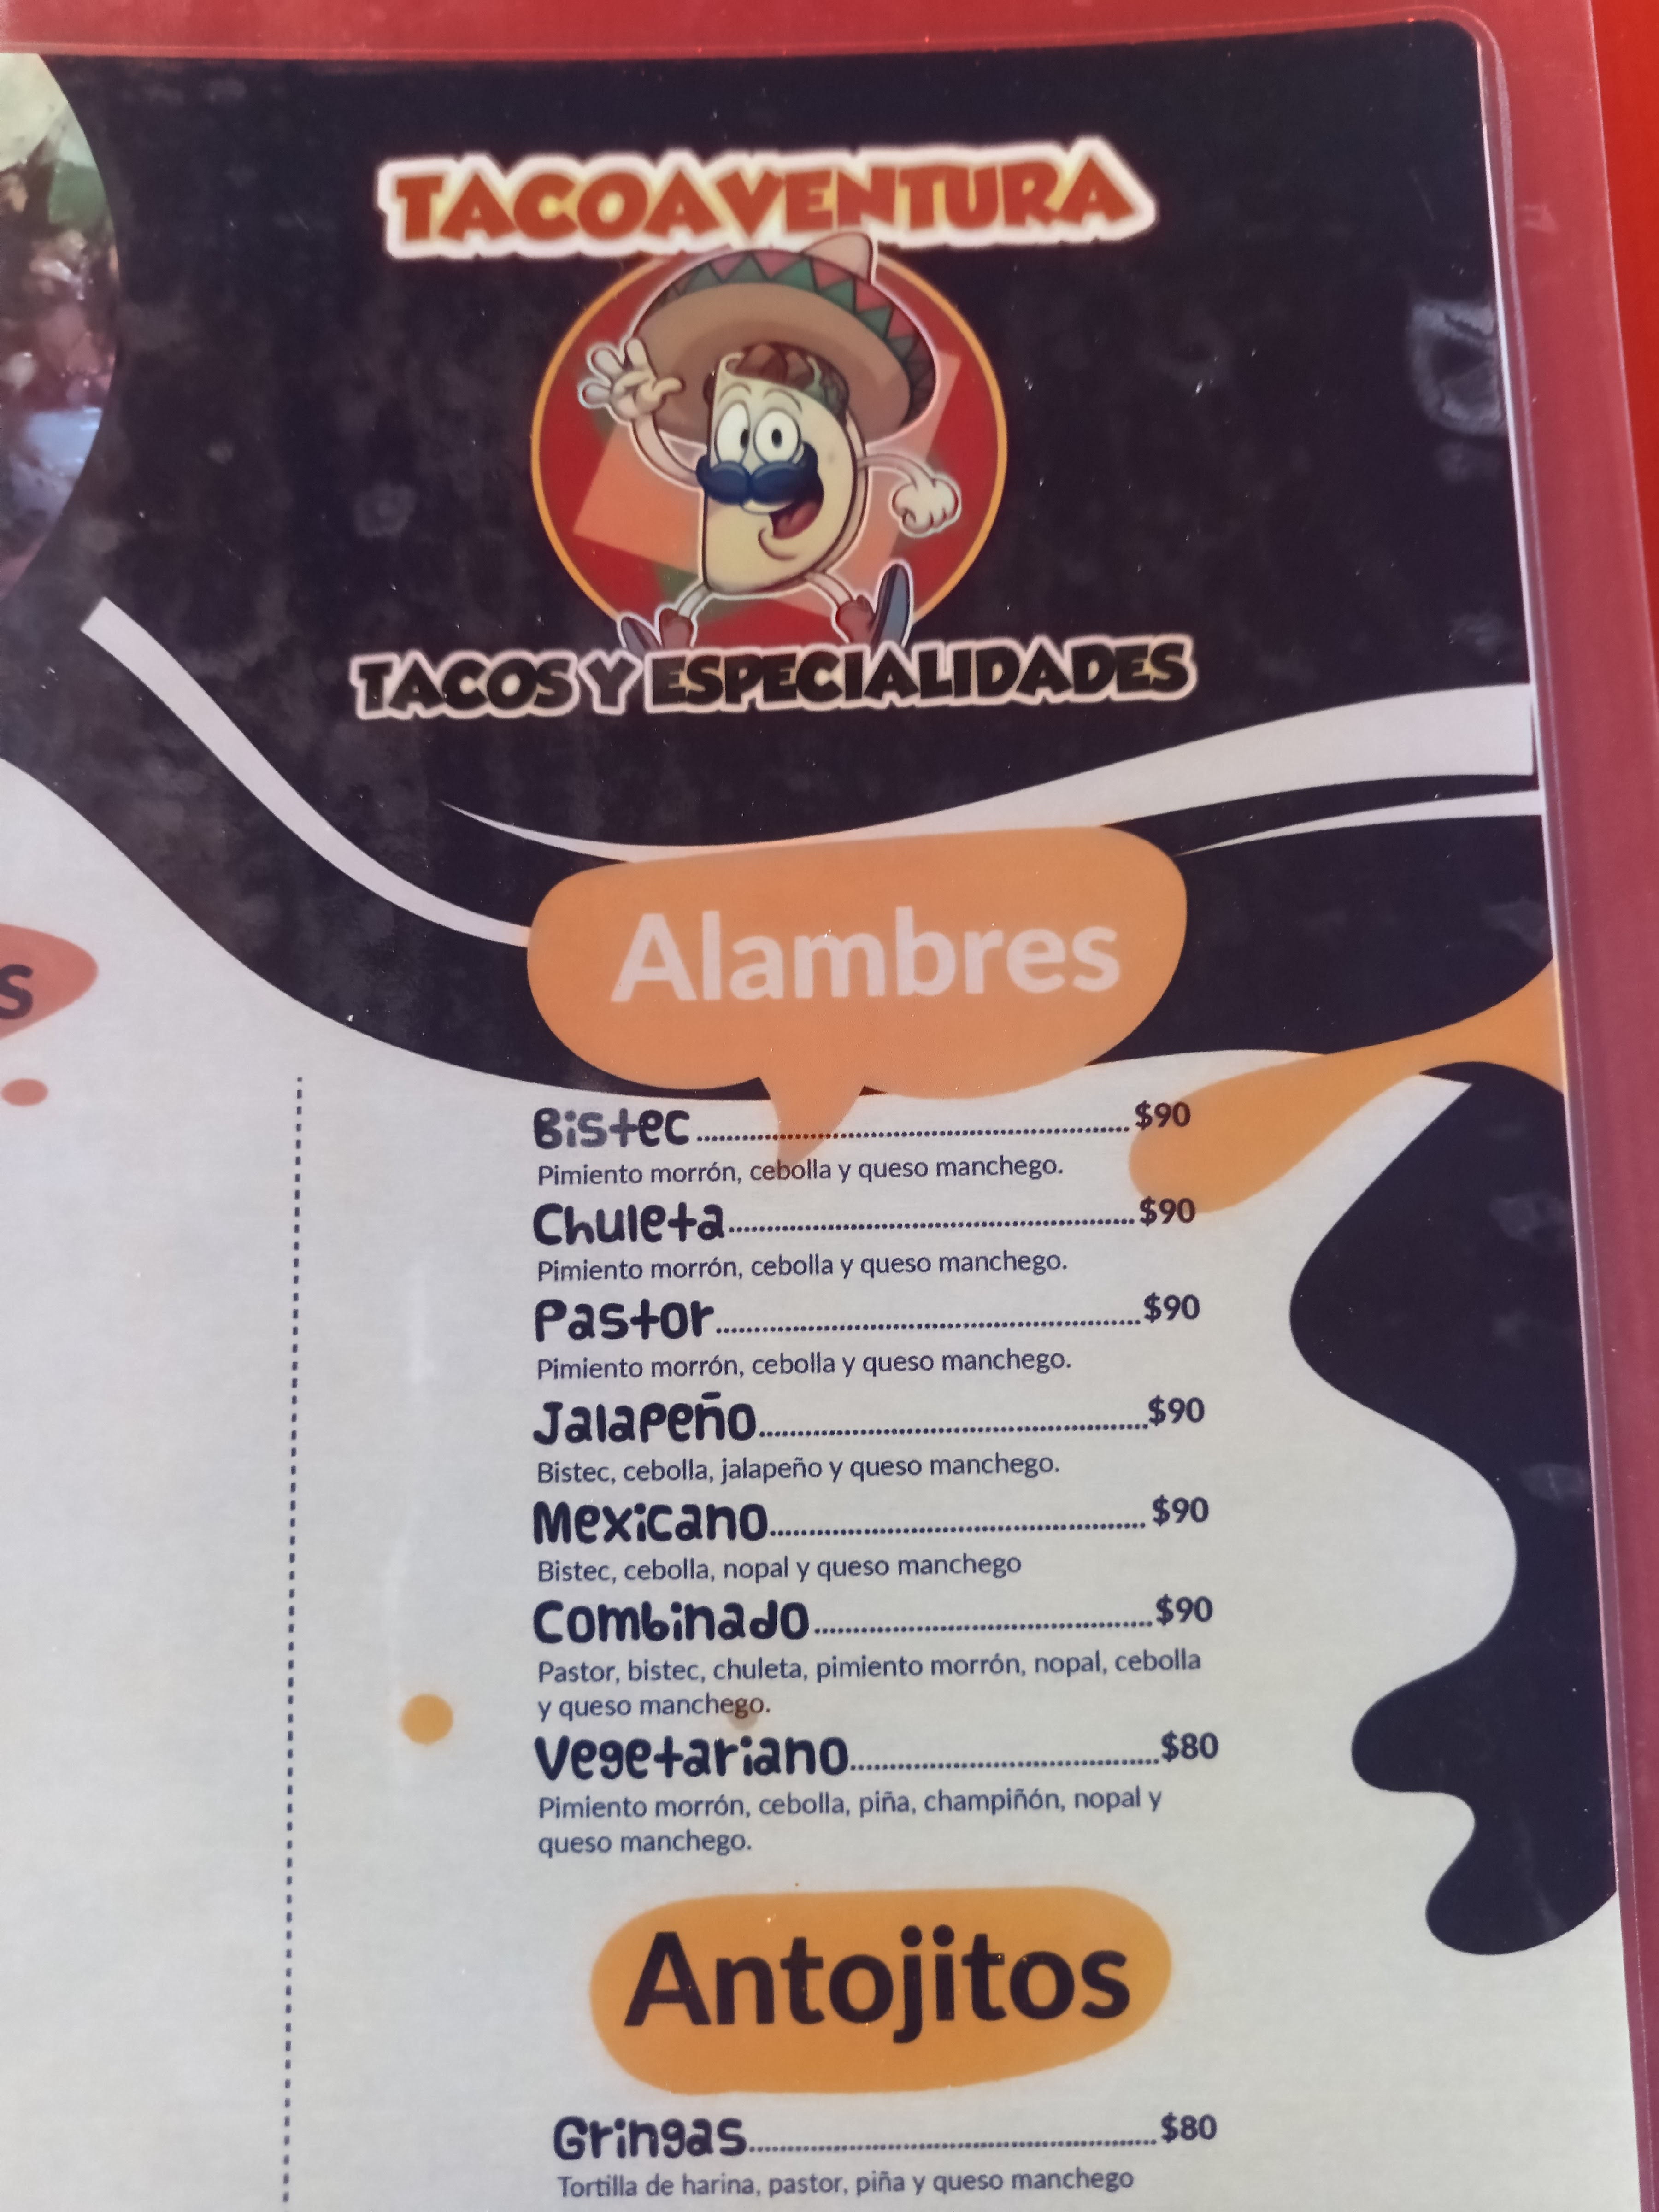 TACOAVENTURA
TACOS Y ESPECIALIDADES
Alambres
Bistec $90
Pimiento morrón, cebolla y queso manchego.
Chuleta $90
Pimiento morrón, cebolla y queso manchego.
Pastor $90
Pimiento morrón, cebolla y queso manchego.
Jalapeño $90
Bistec, cebolla, jalapeño y queso manchego.
Mexicano $90
Bistec, cebolla, nopal y queso manchego
Combinado $90
Pastor, bistec, chuleta, pimiento morrón, nopal, cebolla
y queso manchego.
Vegetariano $80
Pimiento morrón, cebolla, piña, champiñón, nopal y
queso manchego.
Antojitos
Gringas $80
Tortilla de harina, pastor, piña y queso manchego